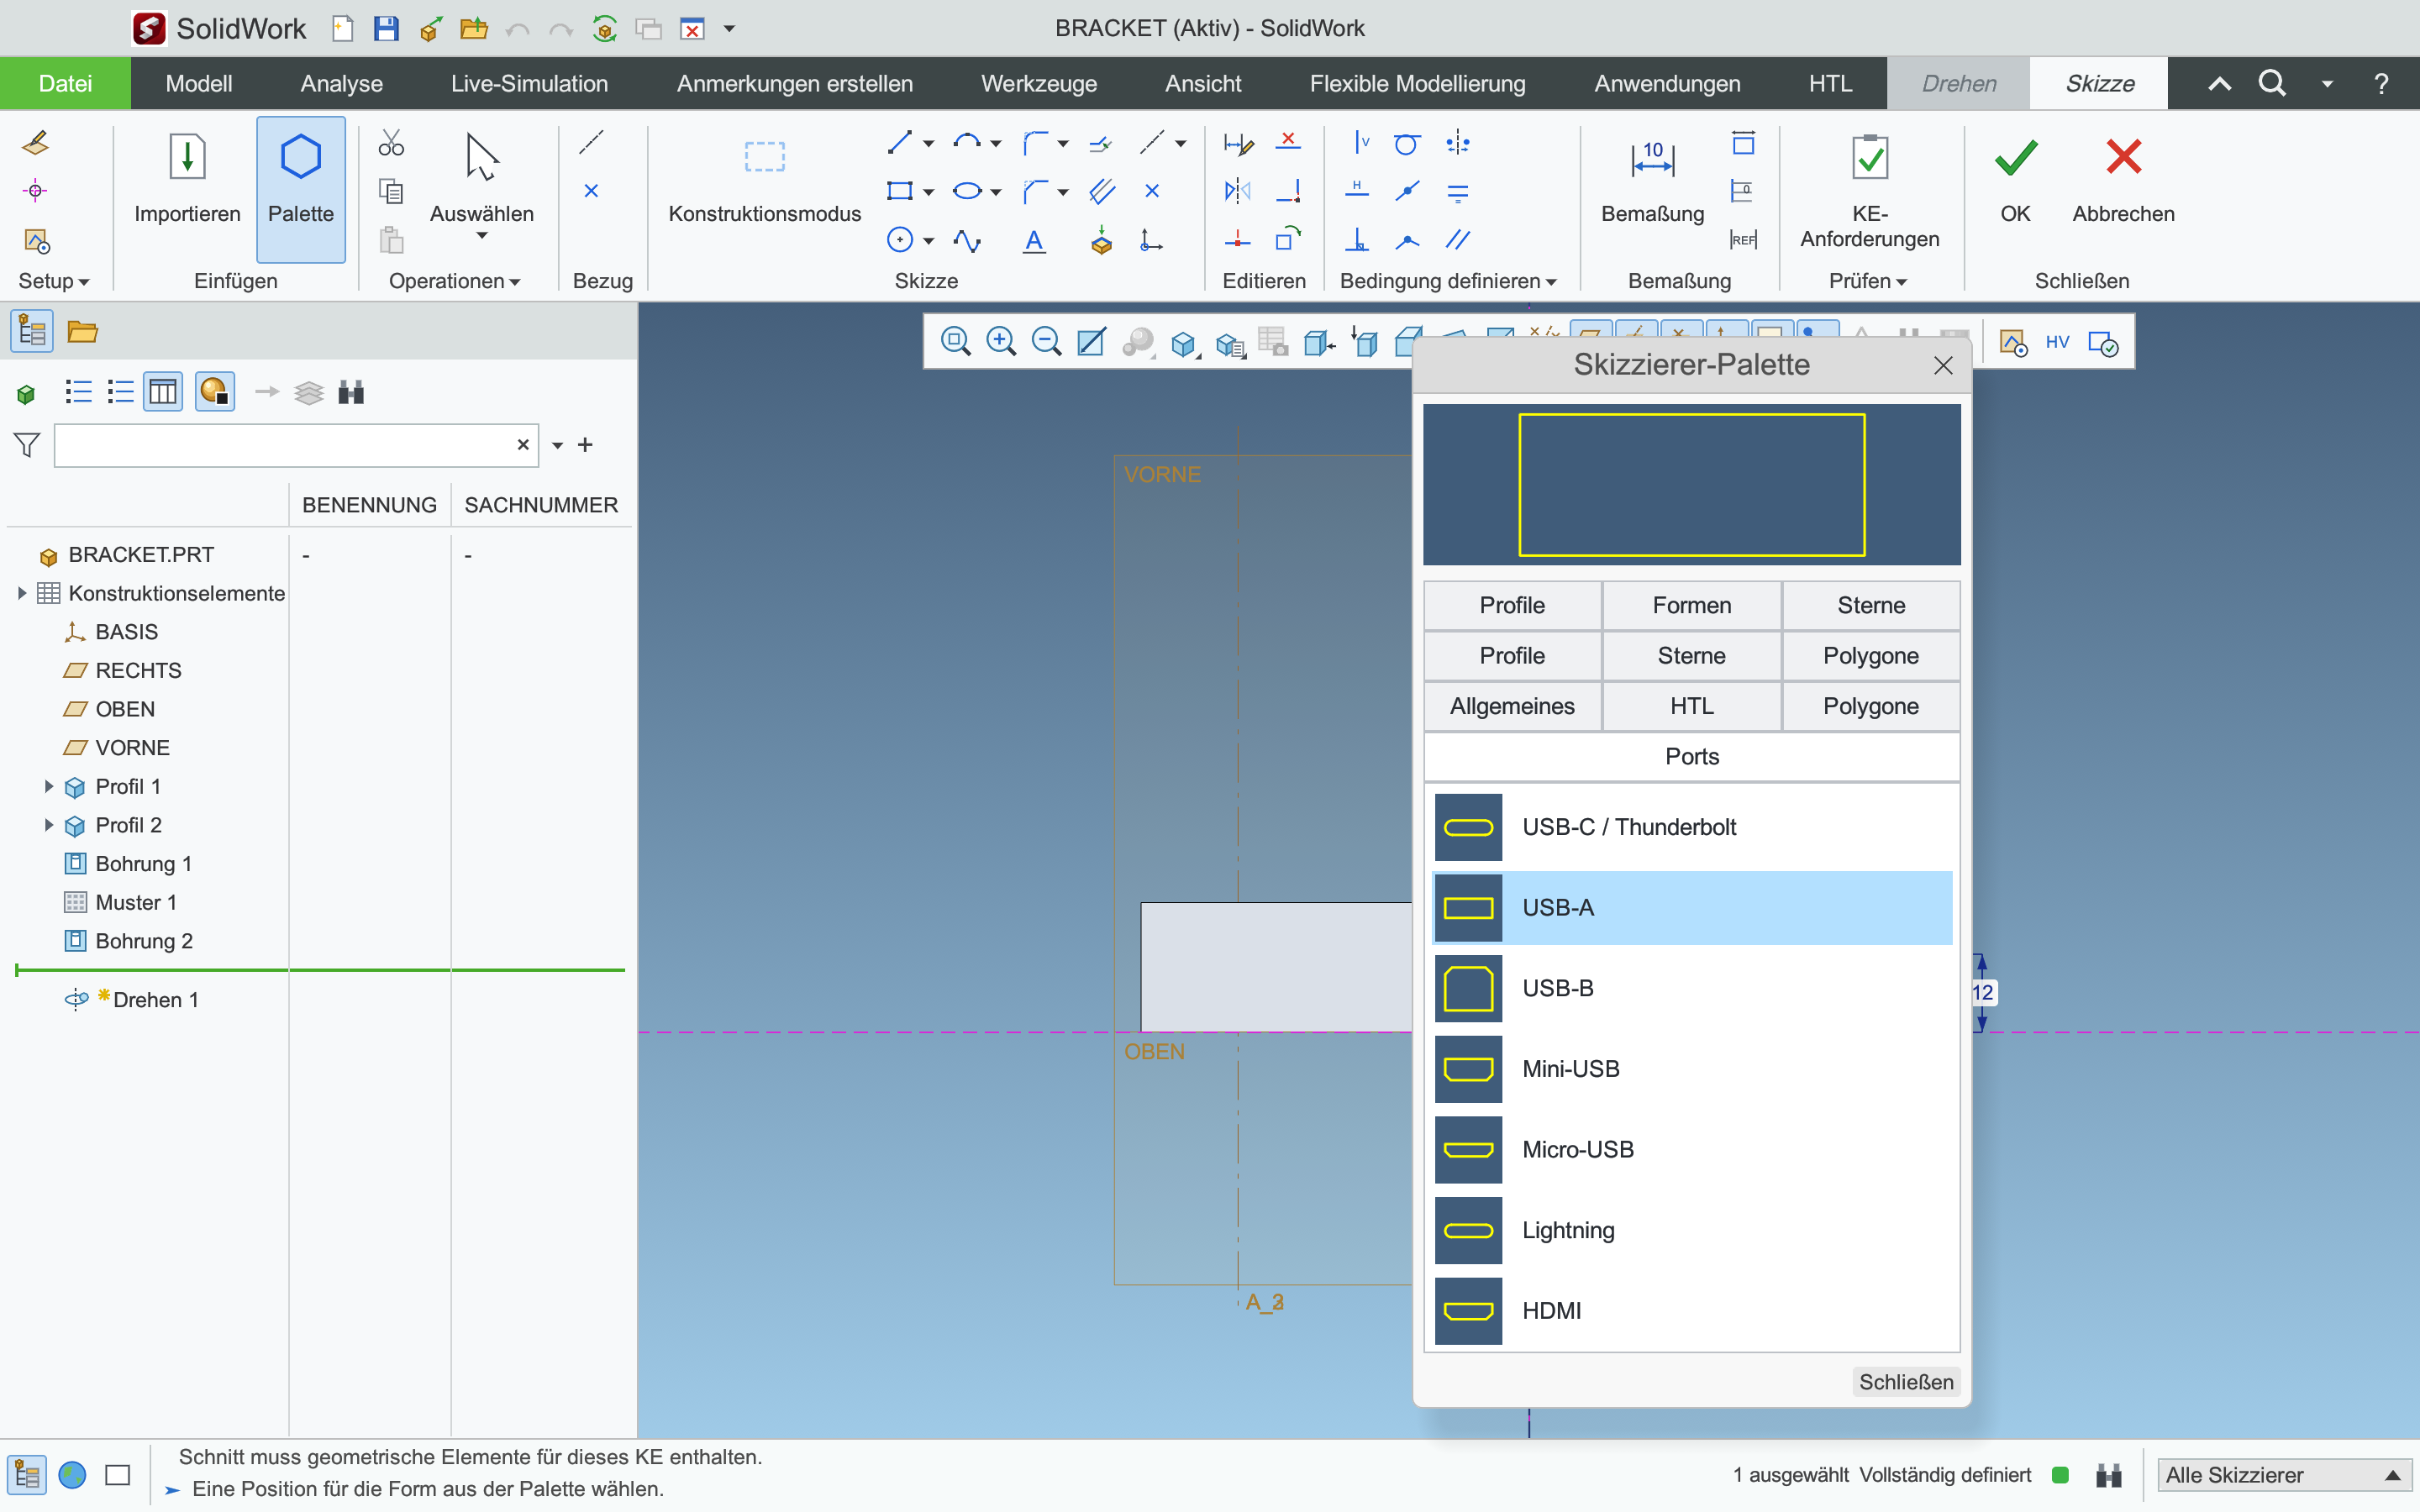 SolidWork
BRACKET (Aktiv) - SolidWork
Datei Modell Analyse Live-Simulation Anmerkungen erstellen Werkzeuge Ansicht Flexible Modellierung Anwendungen HTL Drehen Skizze ?
Importieren Palette Auswählen Konstruktionsmodus Bemaßung KE-Anforderungen OK Abbrechen
V
H
A
10
0
REF
Setup Einfügen Operationen Bezug Skizze Editieren Bedingung definieren Bemaßung Prüfen Schließen
HV
BENENNUNG SACHNUMMER
BRACKET.PRT - -
Konstruktionselemente
BASIS
RECHTS
OBEN
VORNE
Profil 1
Profil 2
Bohrung 1
Muster 1
Bohrung 2
Drehen 1
VORNE
OBEN
12
Skizzierer-Palette
Profile Formen Sterne
Profile Sterne Polygone
Allgemeines HTL Polygone
Ports
USB-C / Thunderbolt
USB-A
USB-B
Mini-USB
Micro-USB
Lightning
HDMI
Schließen
Schnitt muss geometrische Elemente für dieses KE enthalten.
Eine Position für die Form aus der Palette wählen.
1 ausgewählt Vollständig definiert
Alle Skizzierer